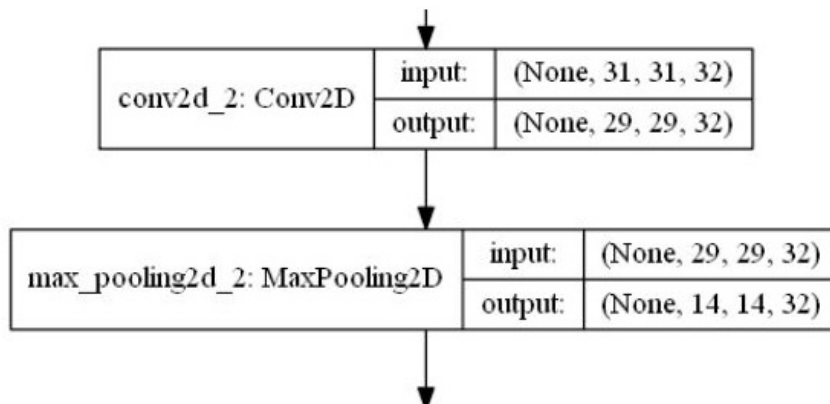 conv2d_2: Conv2D
input:
(None, 31, 31, 32)
output:
(None, 29, 29, 32)
max_pooling2d_2: MaxPooling2D
input:
(None, 29, 29, 32)
output:
(None, 14, 14, 32)